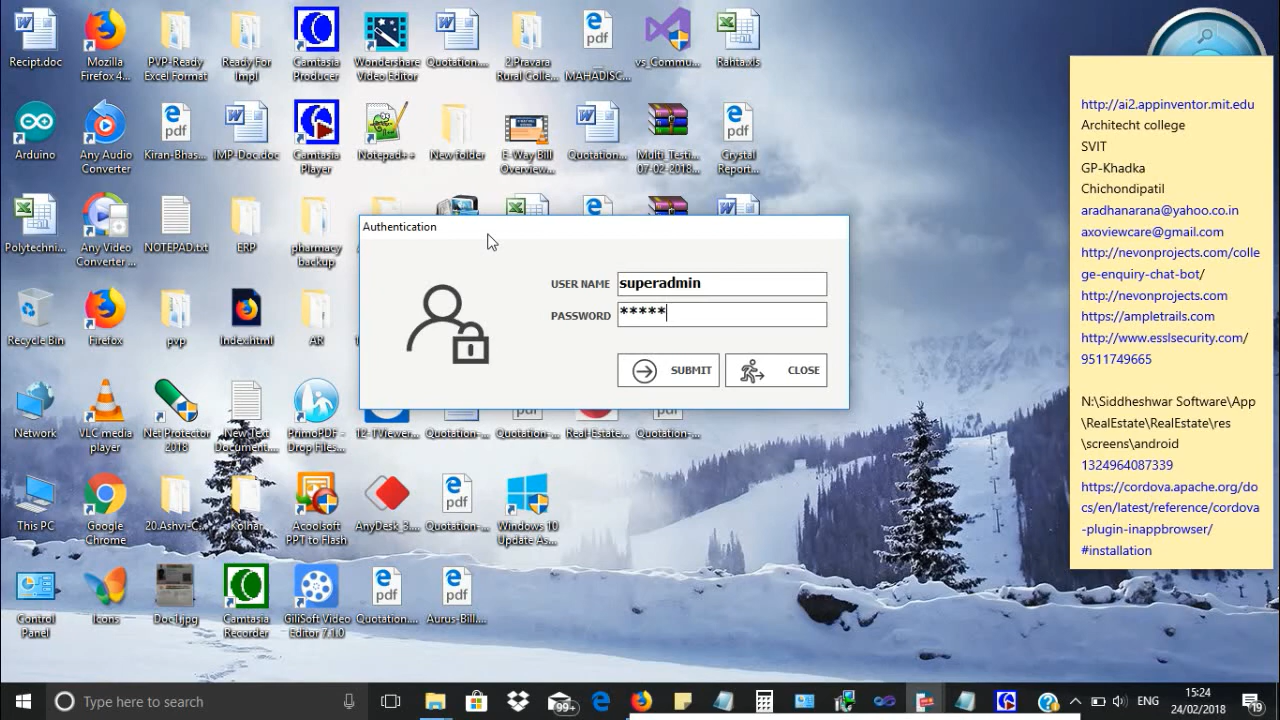 Recipt.doc
Mozilla
Firefox 4...
PVP-Ready
Excel Format
Ready For
Impl
Camtasia
Producer
Wondershare
Video Editor
Quotation....
2.Pravara
Rural Colle...
MAHADISC...
vs_Commu...
Rahta.xls
Arduino
Any Audio
Converter
Kiran-Bhas...
IMP-Doc.doc
Camtasia
Player
Notepad++
New folder
E-Way Bill
Overview...
Quotation...
Multi_Testi...
07-02-2018...
Crystal
Report...
Polytechni...
Any Video
Converter ...
NOTEPAD.txt
ERP
pharmacy
backup
Authentication
USER NAME
superadmin
PASSWORD
*****
SUBMIT
CLOSE
Recycle Bin
Firefox
pvp
Index.html
AR
Network
VLC media
player
Net Protector
2018
New Text
Document....
PrimoPDF -
Drop Files...
12-TViewer...
Quotation-...
Quotation-...
Real-Estate...
Quotation-...
This PC
Google
Chrome
20.Ashvi-C...
Kolhar
Acoolsoft
PPT to Flash
AnyDesk_3....
Quotation-...
Windows 10
Update As...
Control
Panel
Icons
Doc1.jpg
Camtasia
Recorder
GiliSoft Video
Editor 7.1.0
Quotation....
Aurus-Bill....
http://ai2.appinventor.mit.edu
Architecht college
SVIT
GP-Khadka
Chichondipatil
aradhanarana@yahoo.co.in
axoviewcare@gmail.com
http://nevonprojects.com/colle
ge-enquiry-chat-bot/
http://nevonprojects.com
https://ampletrails.com
http://www.esslsecurity.com/
9511749665
N:\Siddheshwar Software\App
\RealEstate\RealEstate\res
\screens\android
1324964087339
https://cordova.apache.org/do
cs/en/latest/reference/cordova
-plugin-inappbrowser/
#installation
Type here to search
99+
ENG
15:24
24/02/2018
19